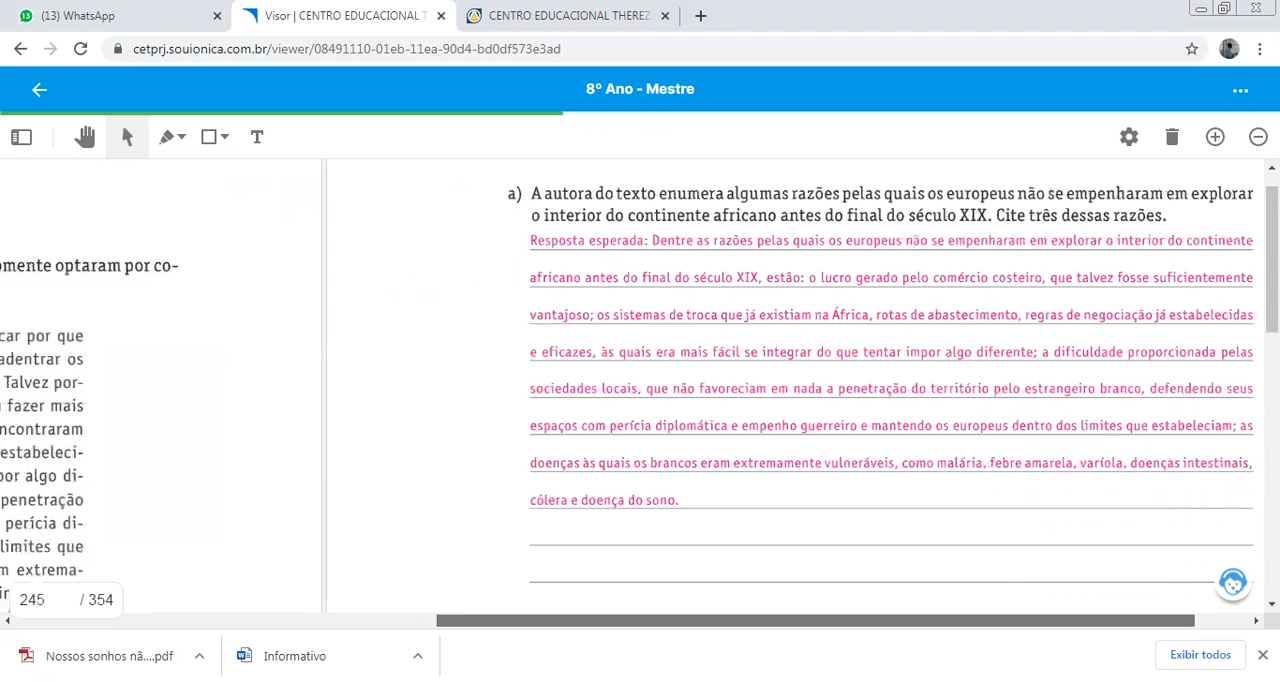 (13) WhatsApp
Visor | CENTRO EDUCACIONAL T
CENTRO EDUCACIONAL THEREZ
cetprj.souionica.com.br/viewer/08491110-01eb-11ea-90d4-bd0df573e3ad
8º Ano - Mestre
T
omente optaram por co-
car por que
adentrar os
Talvez por-
fazer mais
ncontraram
estabeleci-
por algo di-
penetração
perícia di-
limites que
m extrema-
245 / 354
a) A autora do texto enumera algumas razões pelas quais os europeus não se empenharam em explorar
o interior do continente africano antes do final do século XIX. Cite três dessas razões.
Resposta esperada: Dentre as razões pelas quais os europeus não se empenharam em explorar o interior do continente
africano antes do final do século XIX, estão: o lucro gerado pelo comércio costeiro, que talvez fosse suficientemente
vantajoso; os sistemas de troca que já existiam na África, rotas de abastecimento, regras de negociação já estabelecidas
e eficazes, às quais era mais fácil se integrar do que tentar impor algo diferente; a dificuldade proporcionada pelas
sociedades locais, que não favoreciam em nada a penetração do território pelo estrangeiro branco, defendendo seus
espaços com perícia diplomática e empenho guerreiro e mantendo os europeus dentro dos limites que estabeleciam; as
doenças às quais os brancos eram extremamente vulneráveis, como malária, febre amarela, varíola, doenças intestinais,
cólera e doença do sono.
Nossos sonhos nã....pdf
Informativo
Exibir todos